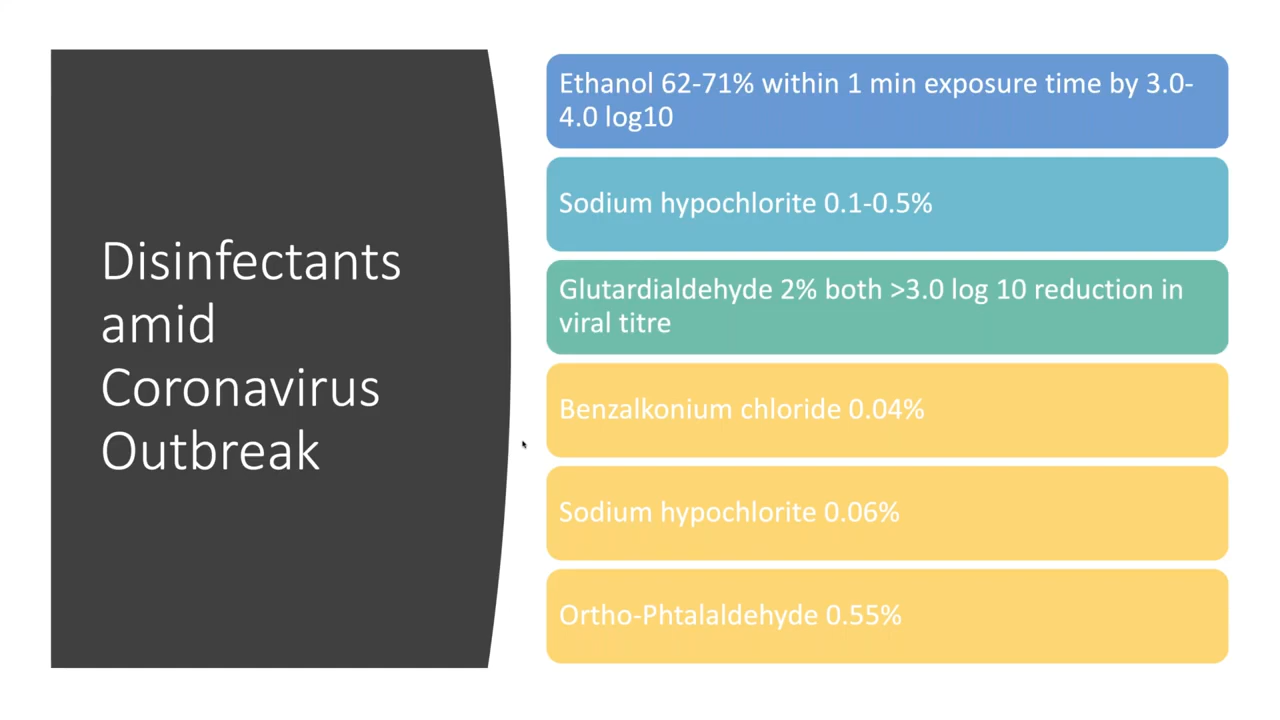 Disinfectants
amid
Coronavirus
Outbreak
Ethanol 62-71% within 1 min exposure time by 3.0-
4.0 log10
Sodium hypochlorite 0.1-0.5%
Glutardialdehyde 2% both >3.0 log 10 reduction in
viral titre
Benzalkonium chloride 0.04%
Sodium hypochlorite 0.06%
Ortho-Phtalaldehyde 0.55%